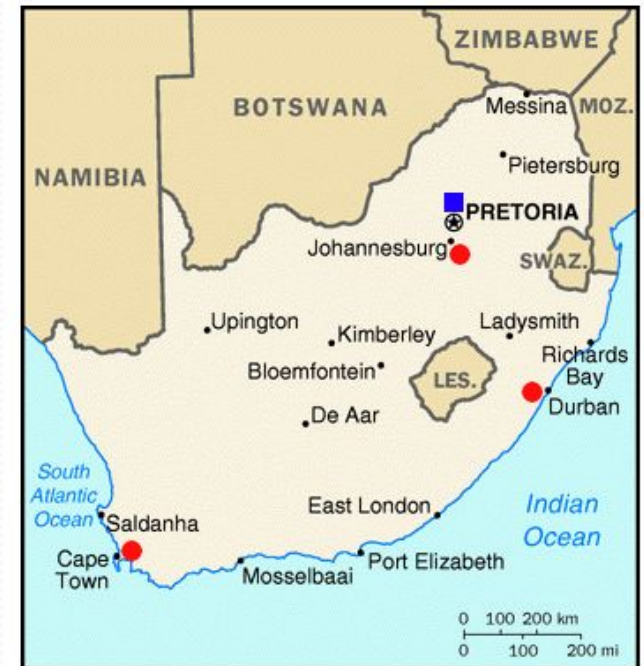 ZIMBABWE
BOTSWANA
Messina
MOZ.
Pietersburg
NAMIBIA
PRETORIA
Johannesburg
SWAZ.
Upington
Kimberley
Ladysmith
Richards
Bay
Bloemfontein
LES.
Durban
De Aar
South
Atlantic
Ocean
East London
Indian
Ocean
Saldanha
Cape
Town
Mosselbaai
Port Elizabeth
0 100 200 km
0 100 200 mi